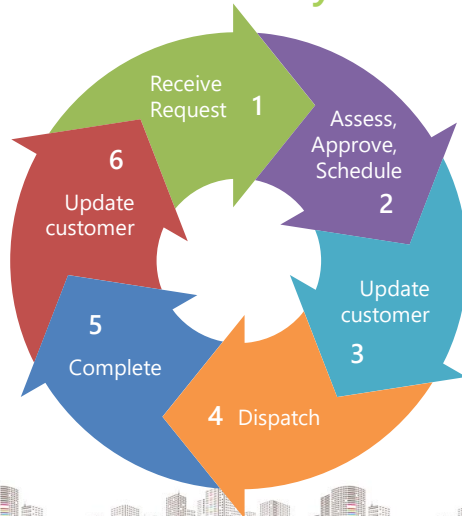 Receive
Request 1
Assess,
Approve,
Schedule
2
Update
customer
3
4 Dispatch
5
Complete
6
Update
customer